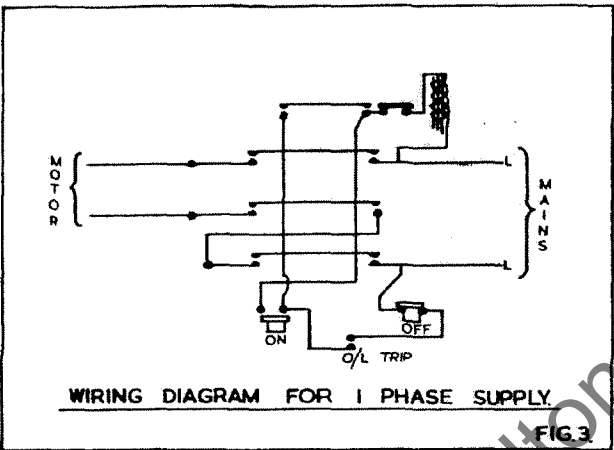 MOTOR
L
MAINS
L
ON
OFF
O/L TRIP
WIRING DIAGRAM FOR 1 PHASE SUPPLY.
FIG.3.